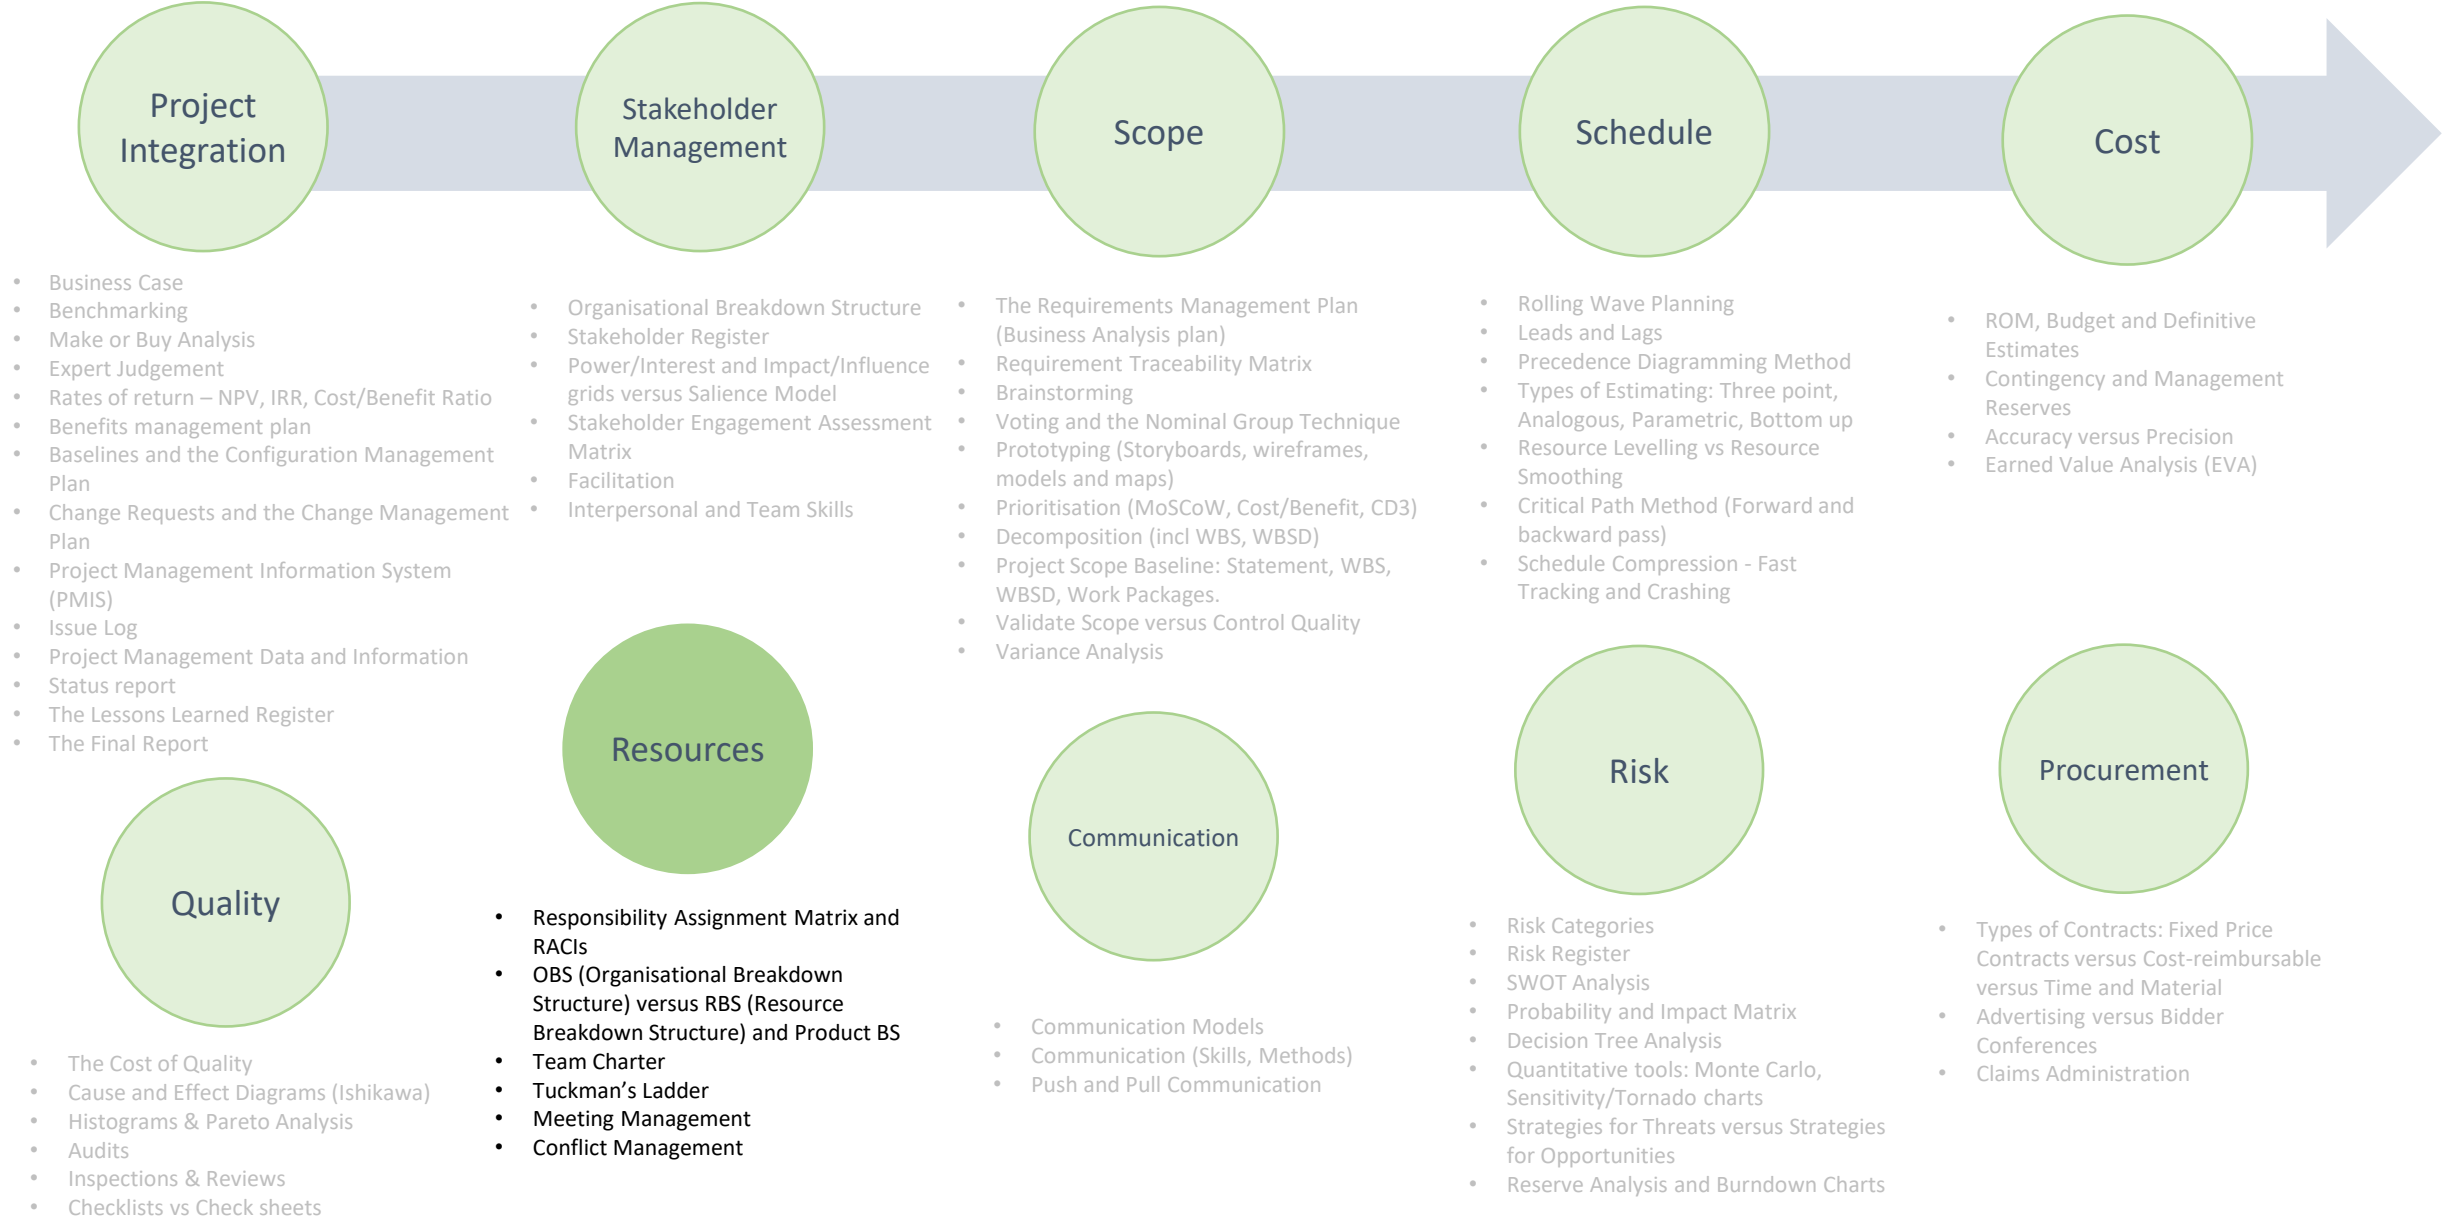 Project
Integration
Stakeholder
Management
Scope
Schedule
Cost
• Business Case
• Benchmarking
• Make or Buy Analysis
• Expert Judgement
• Rates of return – NPV, IRR, Cost/Benefit Ratio
• Benefits management plan
• Baselines and the Configuration Management
Plan
• Change Requests and the Change Management
Plan
• Project Management Information System
(PMIS)
• Issue Log
• Project Management Data and Information
• Status report
• The Lessons Learned Register
• The Final Report
• Organisational Breakdown Structure
• Stakeholder Register
• Power/Interest and Impact/Influence
grids versus Salience Model
• Stakeholder Engagement Assessment
Matrix
• Facilitation
• Interpersonal and Team Skills
• The Requirements Management Plan
(Business Analysis plan)
• Requirement Traceability Matrix
• Brainstorming
• Voting and the Nominal Group Technique
• Prototyping (Storyboards, wireframes,
models and maps)
• Prioritisation (MoSCoW, Cost/Benefit, CD3)
• Decomposition (incl WBS, WBSD)
• Project Scope Baseline: Statement, WBS,
WBSD, Work Packages.
• Validate Scope versus Control Quality
• Variance Analysis
• Rolling Wave Planning
• Leads and Lags
• Precedence Diagramming Method
• Types of Estimating: Three point,
Analogous, Parametric, Bottom up
• Resource Levelling vs Resource
Smoothing
• Critical Path Method (Forward and
backward pass)
• Schedule Compression - Fast
Tracking and Crashing
• ROM, Budget and Definitive
Estimates
• Contingency and Management
Reserves
• Accuracy versus Precision
• Earned Value Analysis (EVA)
Quality
• The Cost of Quality
• Cause and Effect Diagrams (Ishikawa)
• Histograms & Pareto Analysis
• Audits
• Inspections & Reviews
• Checklists vs Check sheets
Resources
• Responsibility Assignment Matrix and
RACIs
• OBS (Organisational Breakdown
Structure) versus RBS (Resource
Breakdown Structure) and Product BS
• Team Charter
• Tuckman’s Ladder
• Meeting Management
• Conflict Management
Communication
• Communication Models
• Communication (Skills, Methods)
• Push and Pull Communication
Risk
• Risk Categories
• Risk Register
• SWOT Analysis
• Probability and Impact Matrix
• Decision Tree Analysis
• Quantitative tools: Monte Carlo,
Sensitivity/Tornado charts
• Strategies for Threats versus Strategies
for Opportunities
• Reserve Analysis and Burndown Charts
Procurement
• Types of Contracts: Fixed Price
Contracts versus Cost-reimbursable
versus Time and Material
• Advertising versus Bidder
Conferences
• Claims Administration